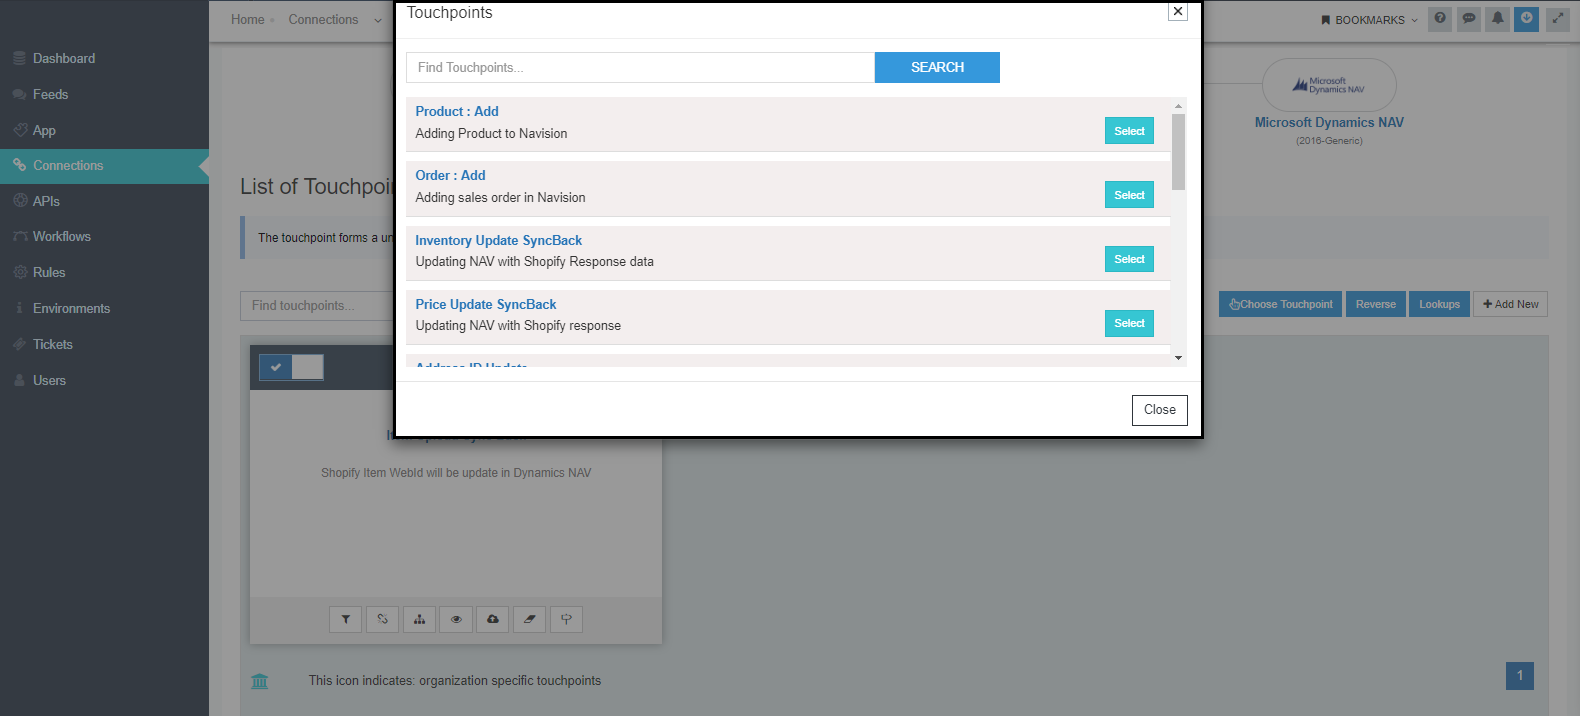 Home
Connections
BOOKMARKS
Dashboard
Feeds
App
Connections
APIs
Workflows
Rules
Environments
Tickets
Users
Touchpoints
Find Touchpoints...
SEARCH
Product : Add
Adding Product to Navision
Select
Order : Add
Adding sales order in Navision
Select
Inventory Update SyncBack
Updating NAV with Shopify Response data
Select
Price Update SyncBack
Updating NAV with Shopify response
Select
Address ID Update
Close
Microsoft
Dynamics NAV
Microsoft Dynamics NAV
(2016-Generic)
List of Touchpoi
The touchpoint forms a un
Find touchpoints...
Choose Touchpoint
Reverse
Lookups
Add New
Shopify Item WebId will be update in Dynamics NAV
This icon indicates: organization specific touchpoints
1